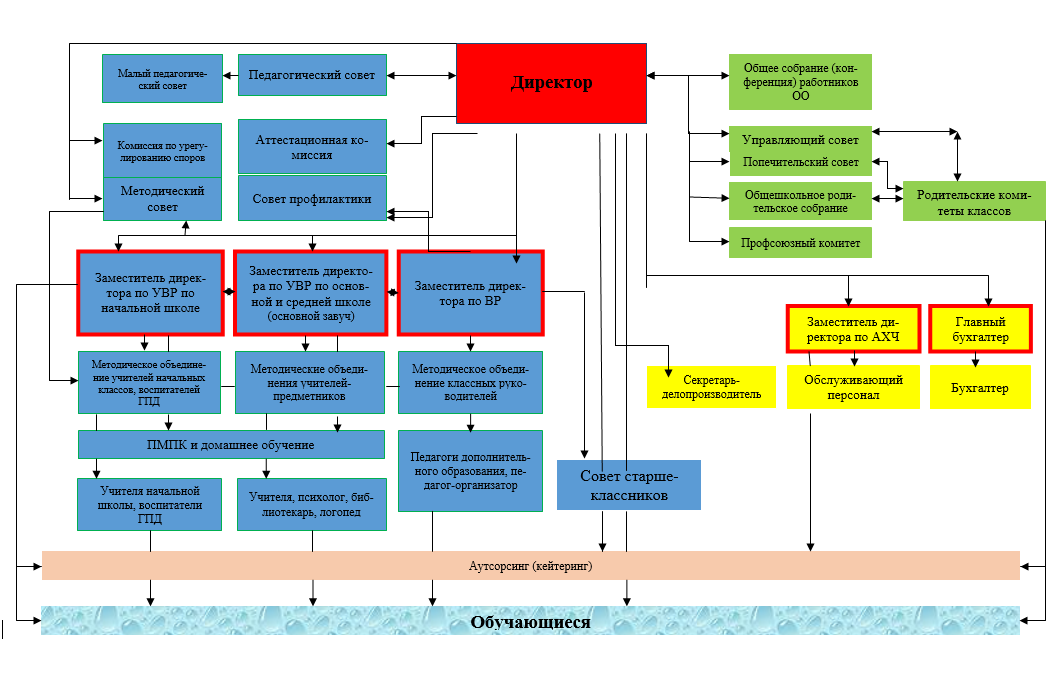 Директор
Малый педагогиче-
ский совет
Педагогический совет
Общее собрание (кон-
ференция) работников
ОО
Комиссия по урегу-
лированию споров
Аттестационная ко-
миссия
Управляющий совет
Попечительский совет
Методический
совет
Совет профилактики
Общешкольное роди-
тельское собрание
Родительские коми-
теты классов
Профсоюзный комитет
Заместитель дирек-
тора по УВР по
начальной школе
Заместитель директо-
ра по УВР по основ-
ной и средней школе
(основной завуч)
Заместитель дирек-
тора по ВР
Заместитель ди-
ректора по АХЧ
Главный
бухгалтер
Методическое объедине-
ние учителей начальных
классов, воспитателей
ГПД
Методические объеди-
нения учителей-
предметников
Методическое объеди-
нение классных руко-
водителей
Секретарь-
делопроизводитель
Обслуживающий
персонал
Бухгалтер
ПМПК и домашнее обучение
Педагоги дополнитель-
ного образования, пе-
дагог-организатор
Совет старше-
классников
Учителя начальной
школы, воспитатели
ГПД
Учителя, психолог, биб-
лиотекарь, логопед
Аутсорсинг (кейтеринг)
Обучающиеся